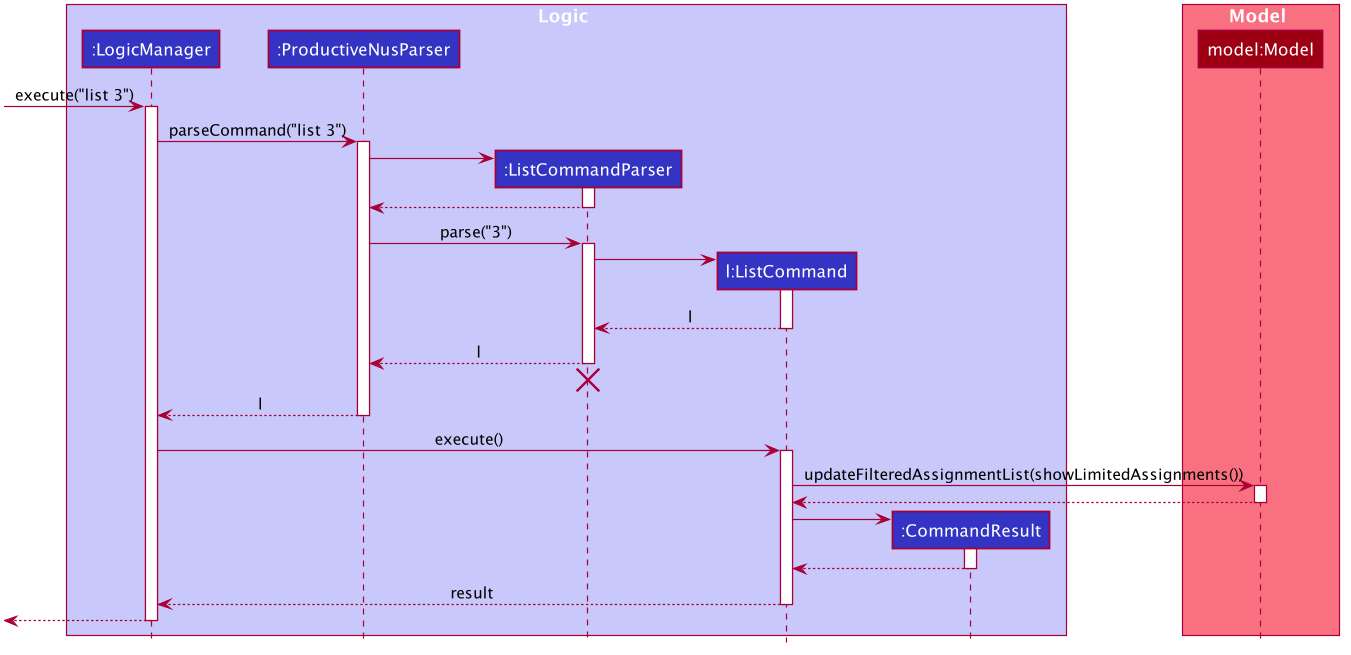 Logic
Model
:LogicManager
:ProductiveNusParser
model:Model
execute("list 3")
parseCommand("list 3")
:ListCommandParser
parse("3")
l:ListCommand
l
l
l
execute()
updateFilteredAssignmentList(showLimitedAssignments())
:CommandResult
result